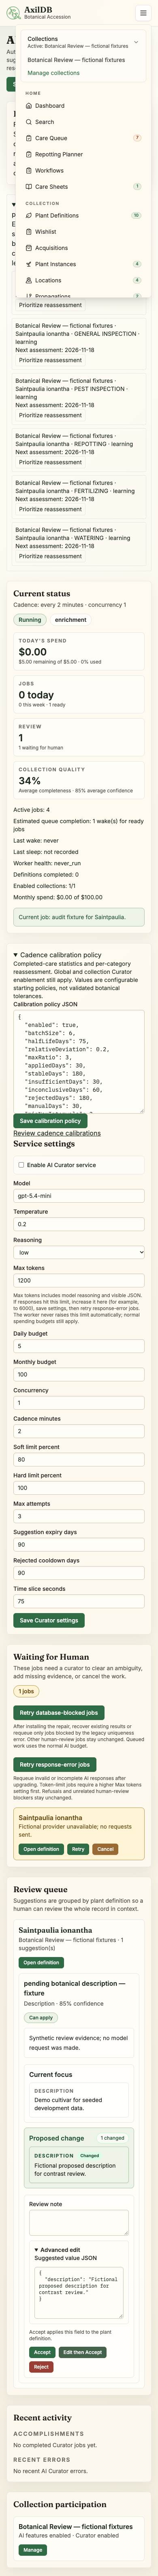 AxilDB
Botanical Accession
Collections
Active: Botanical Review — fictional fixtures
Botanical Review — fictional fixtures
Manage collections
HOME
Dashboard
Search
Care Queue 7
Repotting Planner
Workflows
Care Sheets 1
COLLECTION
Plant Definitions 10
Wishlist
Acquisitions
Plant Instances 4
Locations 4
Propagations
Prioritize reassessment
Botanical Review — fictional fixtures ·
Saintpaulia ionantha · GENERAL INSPECTION ·
learning
Next assessment: 2026-11-18
Prioritize reassessment
Botanical Review — fictional fixtures ·
Saintpaulia ionantha · PEST INSPECTION ·
learning
Next assessment: 2026-11-18
Prioritize reassessment
Botanical Review — fictional fixtures ·
Saintpaulia ionantha · REPOTTING · learning
Next assessment: 2026-11-18
Prioritize reassessment
Botanical Review — fictional fixtures ·
Saintpaulia ionantha · FERTILIZING · learning
Next assessment: 2026-11-18
Prioritize reassessment
Botanical Review — fictional fixtures ·
Saintpaulia ionantha · WATERING · learning
Next assessment: 2026-11-18
Prioritize reassessment
Current status
Cadence: every 2 minutes · concurrency 1
Running enrichment
TODAY'S SPEND
$0.00
$5.00 remaining of $5.00 · 0% used
JOBS
0 today
0 this week · 1 ready
REVIEW
1
1 waiting for human
COLLECTION QUALITY
34%
Average completeness · 85% average confidence
Active jobs: 4
Estimated queue completion: 1 wake(s) for ready
jobs
Last wake: never
Last sleep: not recorded
Worker health: never_run
Definitions completed: 0
Enabled collections: 1/1
Monthly spend: $0.00 of $100.00
Current job: audit fixture for Saintpaulia.
▼ Cadence calibration policy
Completed-care statistics and per-category
reassessment. Global and collection Curator
enablement still apply. Values are configurable
starting policies, not validated botanical
tolerances.
Calibration policy JSON
{
"enabled": true,
"batchSize": 6,
"halfLifeDays": 75,
"relativeDeviation": 0.2,
"maxRatio": 3,
"appliedDays": 30,
"stableDays": 180,
"insufficientDays": 30,
"inconclusiveDays": 60,
"rejectedDays": 180,
"manualDays": 30,
Save calibration policy
Review cadence calibrations
Service settings
Enable AI Curator service
Model
gpt-5.4-mini
Temperature
0.2
Reasoning
low
Max tokens
1200
Max tokens includes model reasoning and visible JSON.
If responses hit this limit, increase it here (for example,
to 6000), save settings, then retry response-error jobs.
The worker never raises this limit automatically; normal
spending budgets still apply.
Daily budget
5
Monthly budget
100
Concurrency
1
Cadence minutes
2
Soft limit percent
80
Hard limit percent
100
Max attempts
3
Suggestion expiry days
90
Rejected cooldown days
90
Time slice seconds
75
Save Curator settings
Waiting for Human
These jobs need a curator to clear an ambiguity,
add missing evidence, or cancel the work.
1 jobs
Retry database-blocked jobs
After installing the repair, recover existing results or
requeue only jobs blocked by the legacy uniqueness
error. Other human-review jobs stay unchanged. Queued
work uses the normal AI budget.
Retry response-error jobs
Requeue invalid or incomplete AI responses after
upgrading. Token-limit jobs require a higher Max tokens
setting first. Refusals and unrelated human-review
blockers stay unchanged.
Saintpaulia ionantha
Fictional provider unavailable; no requests
sent.
Open definition Retry Cancel
Review queue
Suggestions are grouped by plant definition so a
human can review the whole record in context.
Saintpaulia ionantha
Botanical Review — fictional fixtures · 1
suggestion(s)
Open definition
pending botanical description —
fixture
Description · 85% confidence
Can apply
Synthetic review evidence; no model
request was made.
Current focus
DESCRIPTION
Demo cultivar for seeded
development data.
Proposed change 1 changed
DESCRIPTION Changed
Fictional proposed description
for contrast review.
Review note
▼ Advanced edit
Suggested value JSON
{
"description": "Fictional
proposed description for
contrast review."
}
Accept applies this field to the plant
definition.
Accept Edit then Accept
Reject
Recent activity
ACCOMPLISHMENTS
No completed Curator jobs yet.
RECENT ERRORS
No recent AI Curator errors.
Collection participation
Botanical Review — fictional fixtures
AI features enabled · Curator enabled
Manage